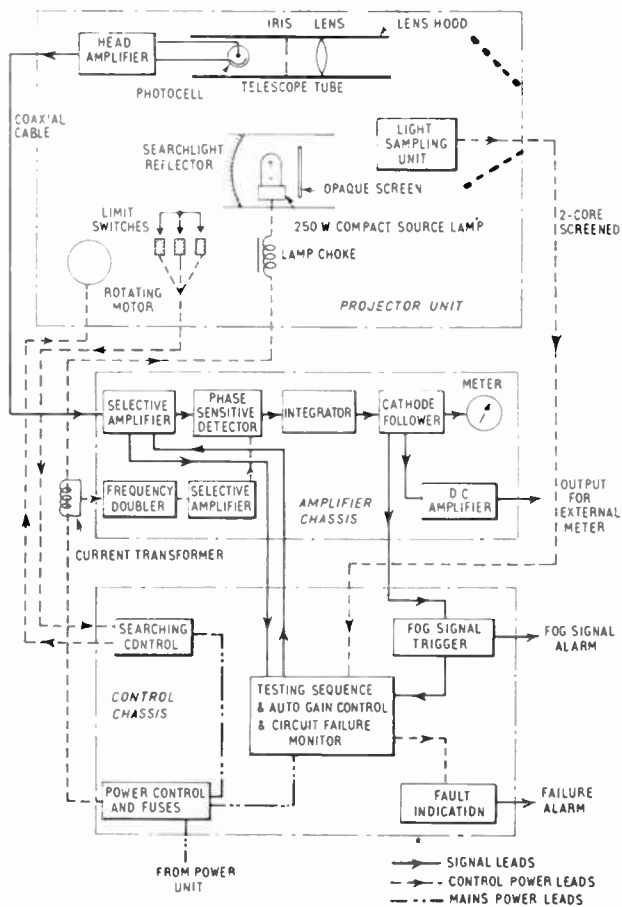 IRIS LENS LENS HOOD
HEAD
AMPLIFIER
PHOTOCELL
TELESCOPE TUBE
COAXIAL
CABLE
SEARCHLIGHT
REFLECTOR
LIGHT
SAMPLING
UNIT
OPAQUE SCREEN
2-CORE
SCREENED
LIMIT
SWITCHES
250 W COMPACT SOURCE LAMP
LAMP CHOKE
ROTATING
MOTOR
PROJECTOR UNIT
METER
SELECTIVE
AMPLIFIER
PHASE
SENSITIVE
DETECTOR
INTEGRATOR
CATHODE
FOLLOWER
FREQUENCY
DOUBLER
SELECTIVE
AMPLIFIER
AMPLIFIER
CHASSIS
D C
AMPLIFIER
OUTPUT
FOR
EXTERNAL
METER
CURRENT TRANSFORMER
SEARCHING
CONTROL
FOG SIGNAL
TRIGGER
FOG SIGNAL
ALARM
CONTROL
CHASSIS
TESTING SEQUENCE
& AUTO GAIN CONTROL
& CIRCUIT FAILURE
MONITOR
POWER CONTROL
AND FUSES
FAULT
INDICATION
FAILURE
ALARM
FROM POWER
UNIT
SIGNAL LEADS
CONTROL POWER LEADS
MAINS POWER LEADS